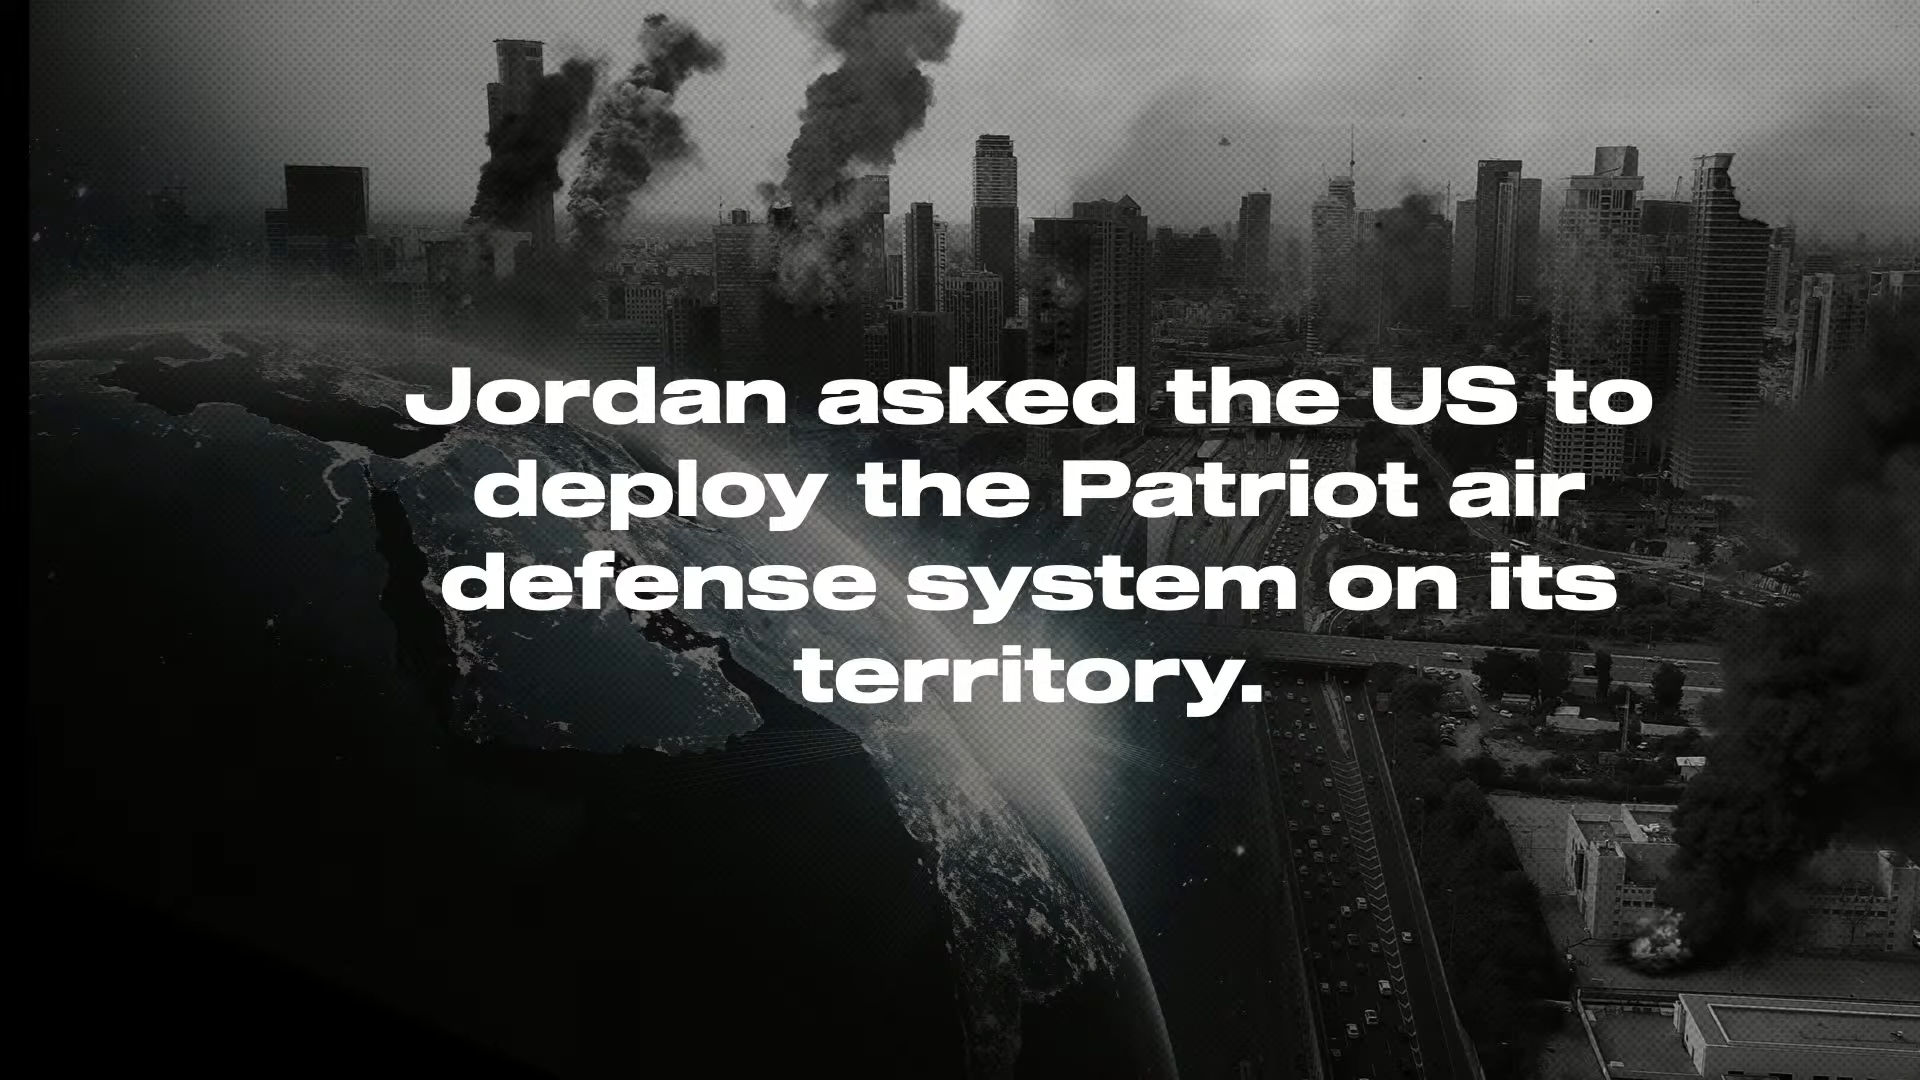 Jordan asked the US to
deploy the Patriot air
defense system on its
territory.